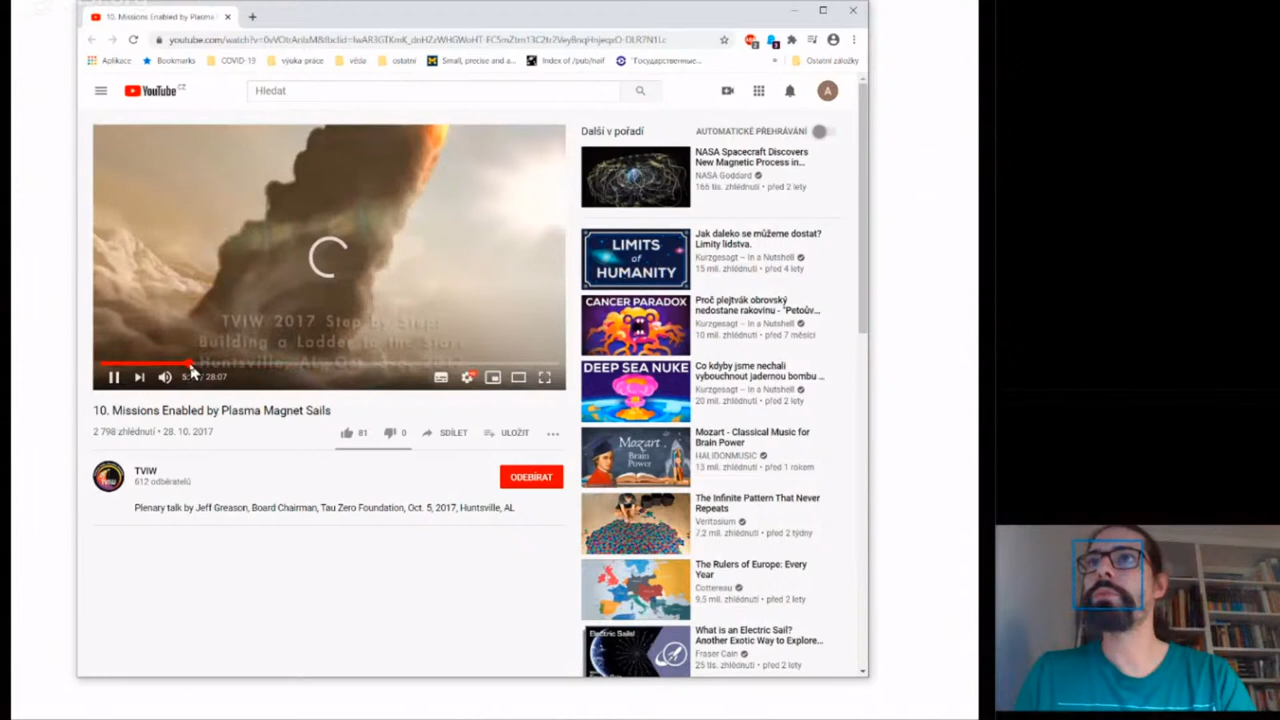 10. Missions Enabled by Plasma
Aplikace
Bookmarks
COVID-19
výuka-práce
věda
ostatní
Small, precise and a...
Index of /pub/naif
"Государственные...
»
Ostatní záložky
YouTube CZ
Hledat
A
TVIW 2017 Step by Step:
Building a Ladder to the Stars
Huntsville, AL
/ 28:07
10. Missions Enabled by Plasma Magnet Sails
2 798 zhlédnutí • 28. 10. 2017
81
0
SDÍLET
ULOŽIT
TVIW
612 odběratelů
ODEBÍRAT
Plenary talk by Jeff Greason, Board Chairman, Tau Zero Foundation, Oct. 5, 2017, Huntsville, AL
Další v pořadí
AUTOMATICKÉ PŘEHRÁVÁNÍ
NASA Spacecraft Discovers
New Magnetic Process in...
NASA Goddard
166 tis. zhlédnutí • před 2 lety
LIMITS
of
HUMANITY
Jak daleko se můžeme dostat?
Limity lidstva.
Kurzgesagt – In a Nutshell
15 mil. zhlédnutí • před 4 lety
CANCER PARADOX
Proč plejtvák obrovský
nedostane rakovinu - "Petoův...
Kurzgesagt – In a Nutshell
10 mil. zhlédnutí • před 7 měsíci
DEEP SEA NUKE
Co kdyby jsme nechali
vybouchnout jadernou bombu ...
Kurzgesagt – In a Nutshell
20 mil. zhlédnutí • před 2 lety
Mozart
Brain
Power
Mozart - Classical Music for
Brain Power
HALIDONMUSIC
13 mil. zhlédnutí • před 1 rokem
The Infinite Pattern That Never
Repeats
Veritasium
7,2 mil. zhlédnutí • před 2 týdny
The Rulers of Europe: Every
Year
Cottereau
9,5 mil. zhlédnutí • před 2 lety
Electric Sails!
What is an Electric Sail?
Another Exotic Way to Explore...
Fraser Cain
25 tis. zhlédnutí • před 2 lety